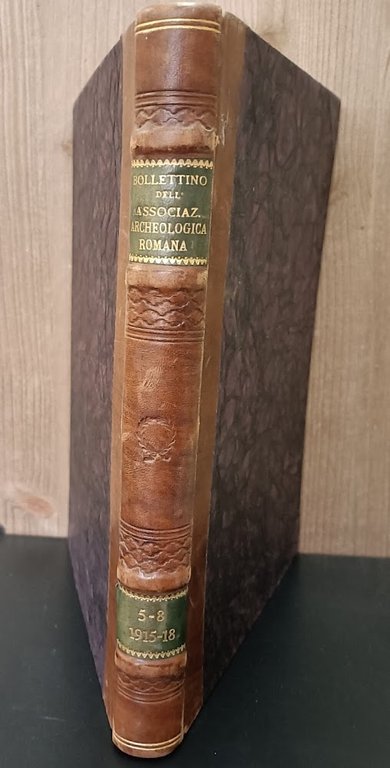 BOLLETTINO
DELL'
ASSOCIAZ.
ARCHEOLOGICA
ROMANA
5-8
1915-18